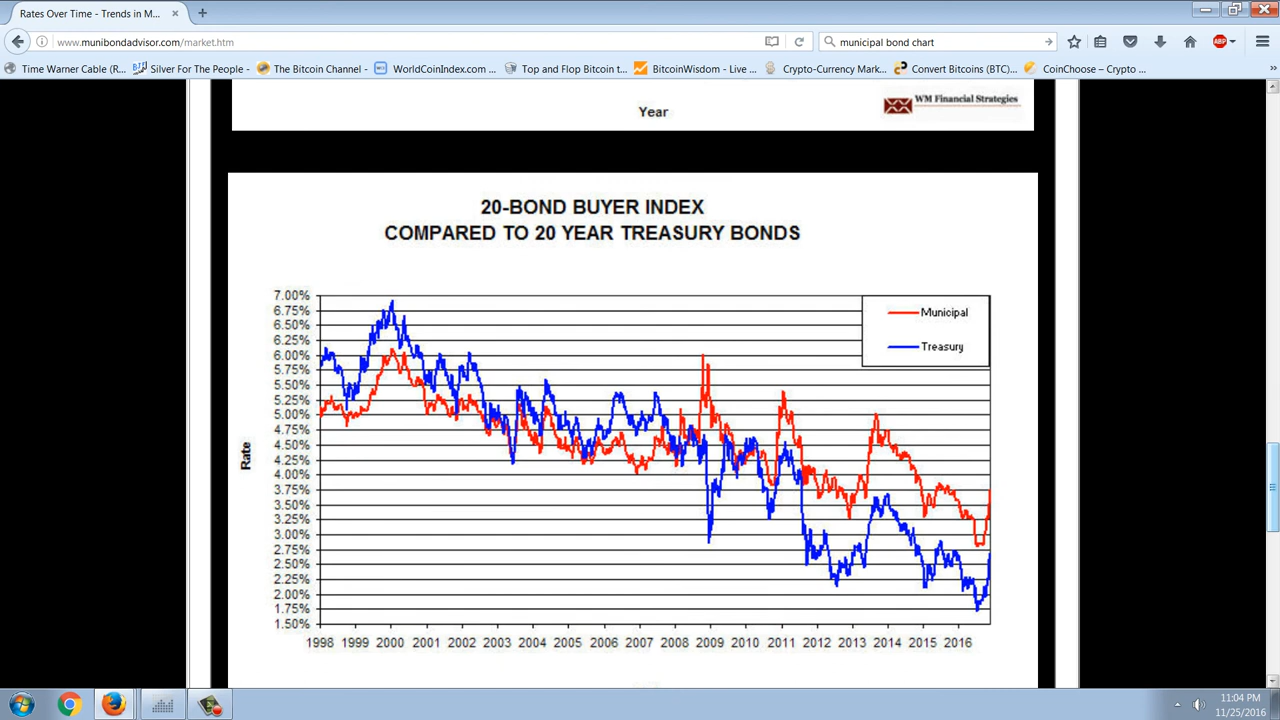 Rates Over Time - Trends in M...
www.munibondadvisor.com/market.htm
municipal bond chart
ABP
Time Warner Cable (R...
Silver For The People -
The Bitcoin Channel -
WorldCoinIndex.com ...
Top and Flop Bitcoin t...
BitcoinWisdom - Live ...
Crypto-Currency Mark...
Convert Bitcoins (BTC)...
CoinChoose – Crypto ...
Year
WM Financial Strategies
20-BOND BUYER INDEX
COMPARED TO 20 YEAR TREASURY BONDS
7.00%
6.75%
6.50%
6.25%
6.00%
5.75%
5.50%
5.25%
5.00%
4.75%
4.50%
4.25%
4.00%
3.75%
3.50%
3.25%
3.00%
2.75%
2.50%
2.25%
2.00%
1.75%
1.50%
Rate
Municipal
Treasury
1998 1999 2000 2001 2002 2003 2004 2005 2006 2007 2008 2009 2010 2011 2012 2013 2014 2015 2016
11:04 PM
11/25/2016